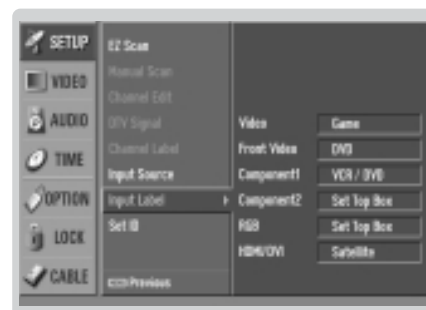 SETUP
VIDEO
AUDIO
TIME
OPTION
LOCK
CABLE
EZ Scan
Manual Scan
Channel Edit
DTV Signal
Channel Label
Input Source
Input Label
Set ID
Previous
Video Game
Front Video DVD
Component1 VCR / DVD
Component2 Set Top Box
RGB Set Top Box
HDMI/DVI Satellite